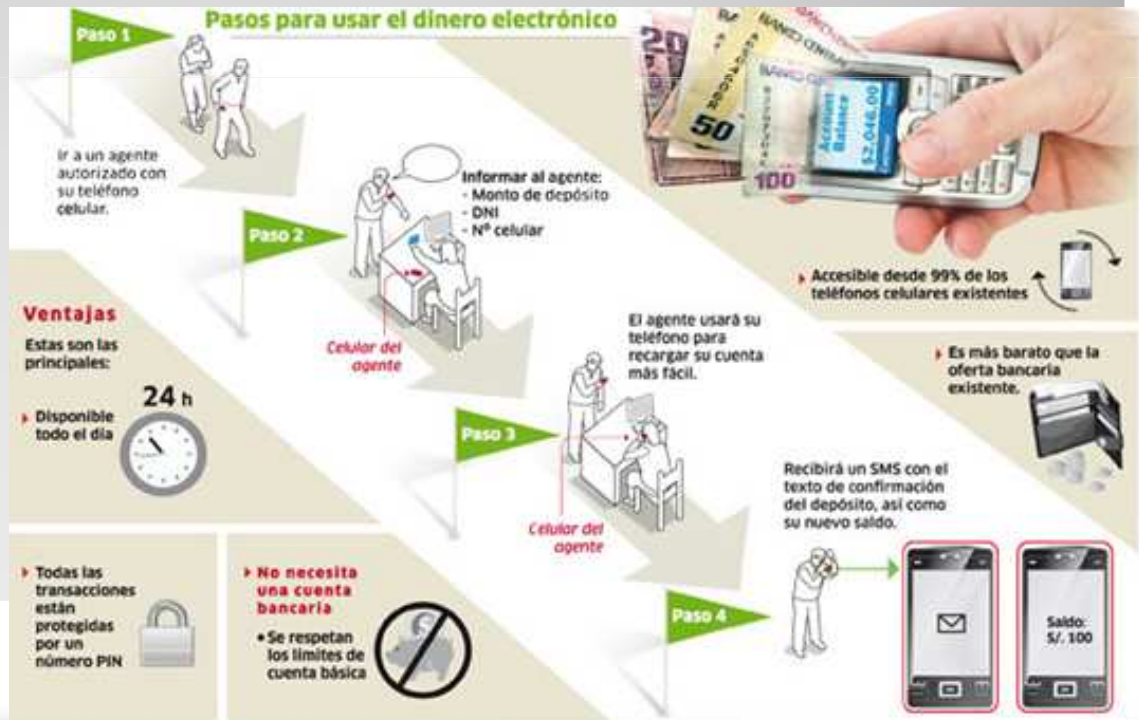 Pasos para usar el dinero electrónico
Paso 1
Ir a un agente
autorizado con
su teléfono
celular.
Paso 2
Informar al agente:
- Monto de depósito
- DNI
- Nº celular
Celular del
agente
Paso 3
El agente usará su
teléfono para
recargar su cuenta
más fácil.
Celular del
agente
Paso 4
Recibirá un SMS con el
texto de confirmación
del depósito, así como
su nuevo saldo.
Saldo:
S/. 100
20
50
100
Account
Balance
$2,046.00
Accesible desde 99% de los
teléfonos celulares existentes
Es más barato que la
oferta bancaria
existente.
Ventajas
Estas son las
principales:
Disponible
todo el día
24 h
Todas las
transacciones
están
protegidas
por un
número PIN
No necesita
una cuenta
bancaria
• Se respetan
los límites de
cuenta básica